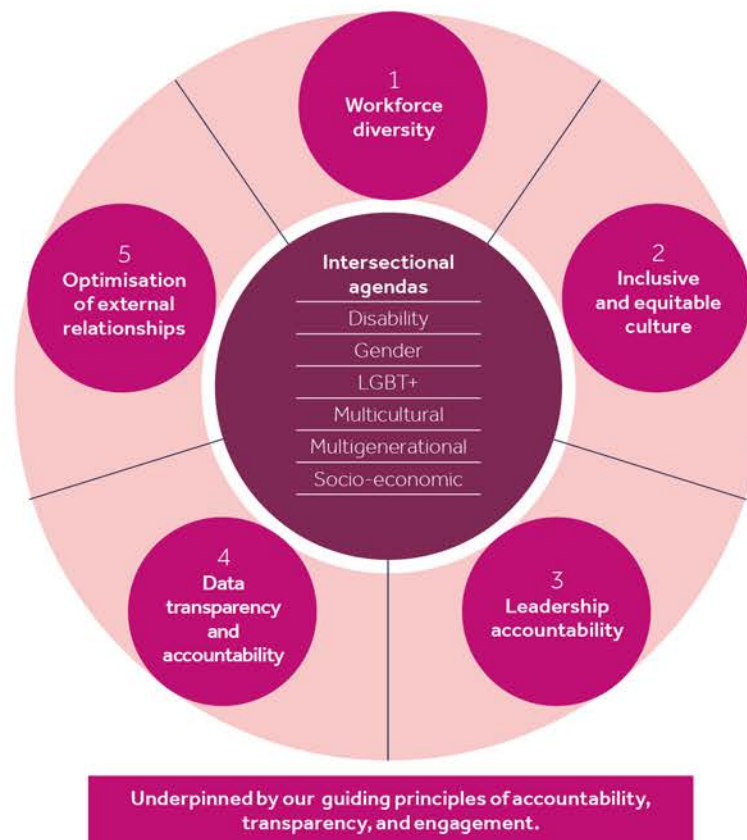 1
Workforce
diversity
2
Inclusive
and equitable
culture
3
Leadership
accountability
4
Data
transparency
and
accountability
5
Optimisation
of external
relationships
Intersectional
agendas
Disability
Gender
LGBT+
Multicultural
Multigenerational
Socio-economic
Underpinned by our guiding principles of accountability,
transparency, and engagement.